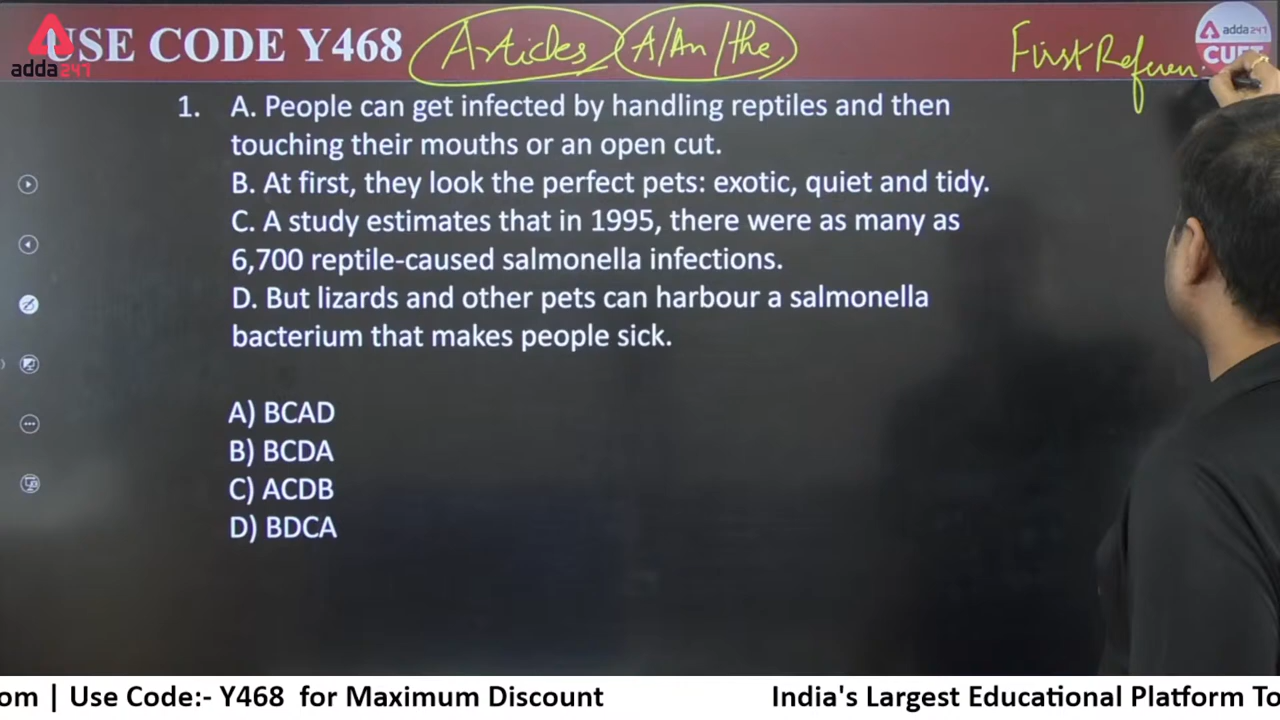 USE CODE Y468
Articles
A/An/the
adda247
adda247
CUET
1. A. People can get infected by handling reptiles and then
touching their mouths or an open cut.
B. At first, they look the perfect pets: exotic, quiet and tidy.
C. A study estimates that in 1995, there were as many as
6,700 reptile-caused salmonella infections.
D. But lizards and other pets can harbour a salmonella
bacterium that makes people sick.
A) BCAD
B) BCDA
C) ACDB
D) BDCA
om | Use Code:- Y468 for Maximum Discount
India's Largest Educational Platform To